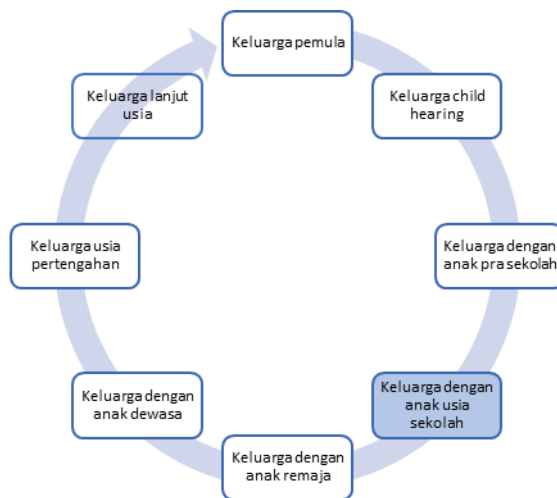 Keluarga pemula
Keluarga child
hearing
Keluarga dengan
anak pra sekolah
Keluarga dengan
anak usia
sekolah
Keluarga dengan
anak remaja
Keluarga dengan
anak dewasa
Keluarga usia
pertengahan
Keluarga lanjut
usia